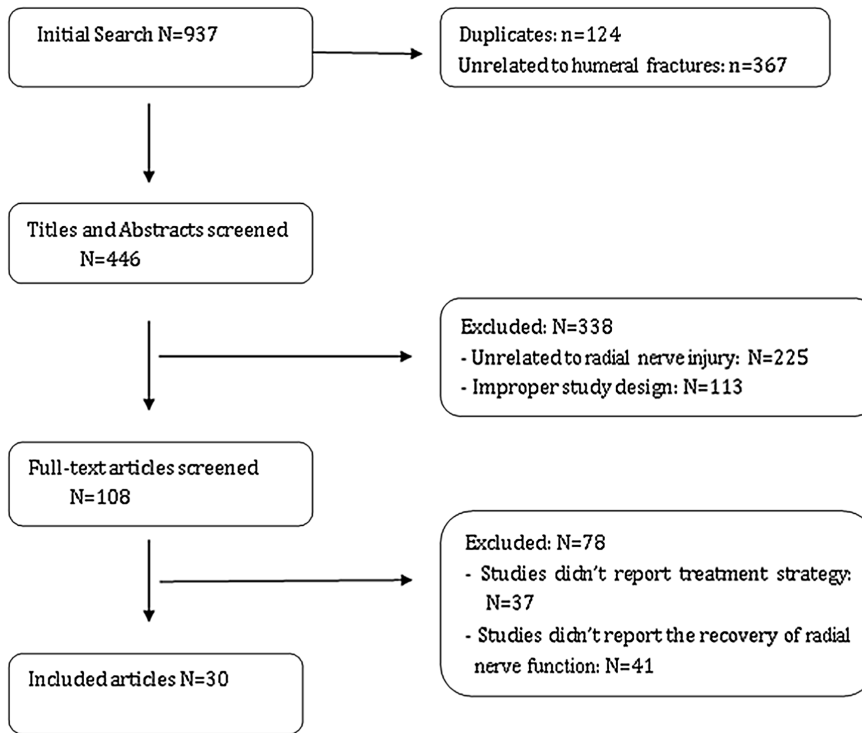 Initial Search N=937
Duplicates: n=124
Unrelated to humeral fractures: n=367
Titles and Abstracts screened
N=446
Excluded: N=338
- Unrelated to radial nerve injury: N=225
- Improper study design: N=113
Full-text articles screened
N=108
Excluded: N=78
- Studies didn't report treatment strategy:
N=37
- Studies didn't report the recovery of radial
nerve function: N=41
Included articles N=30